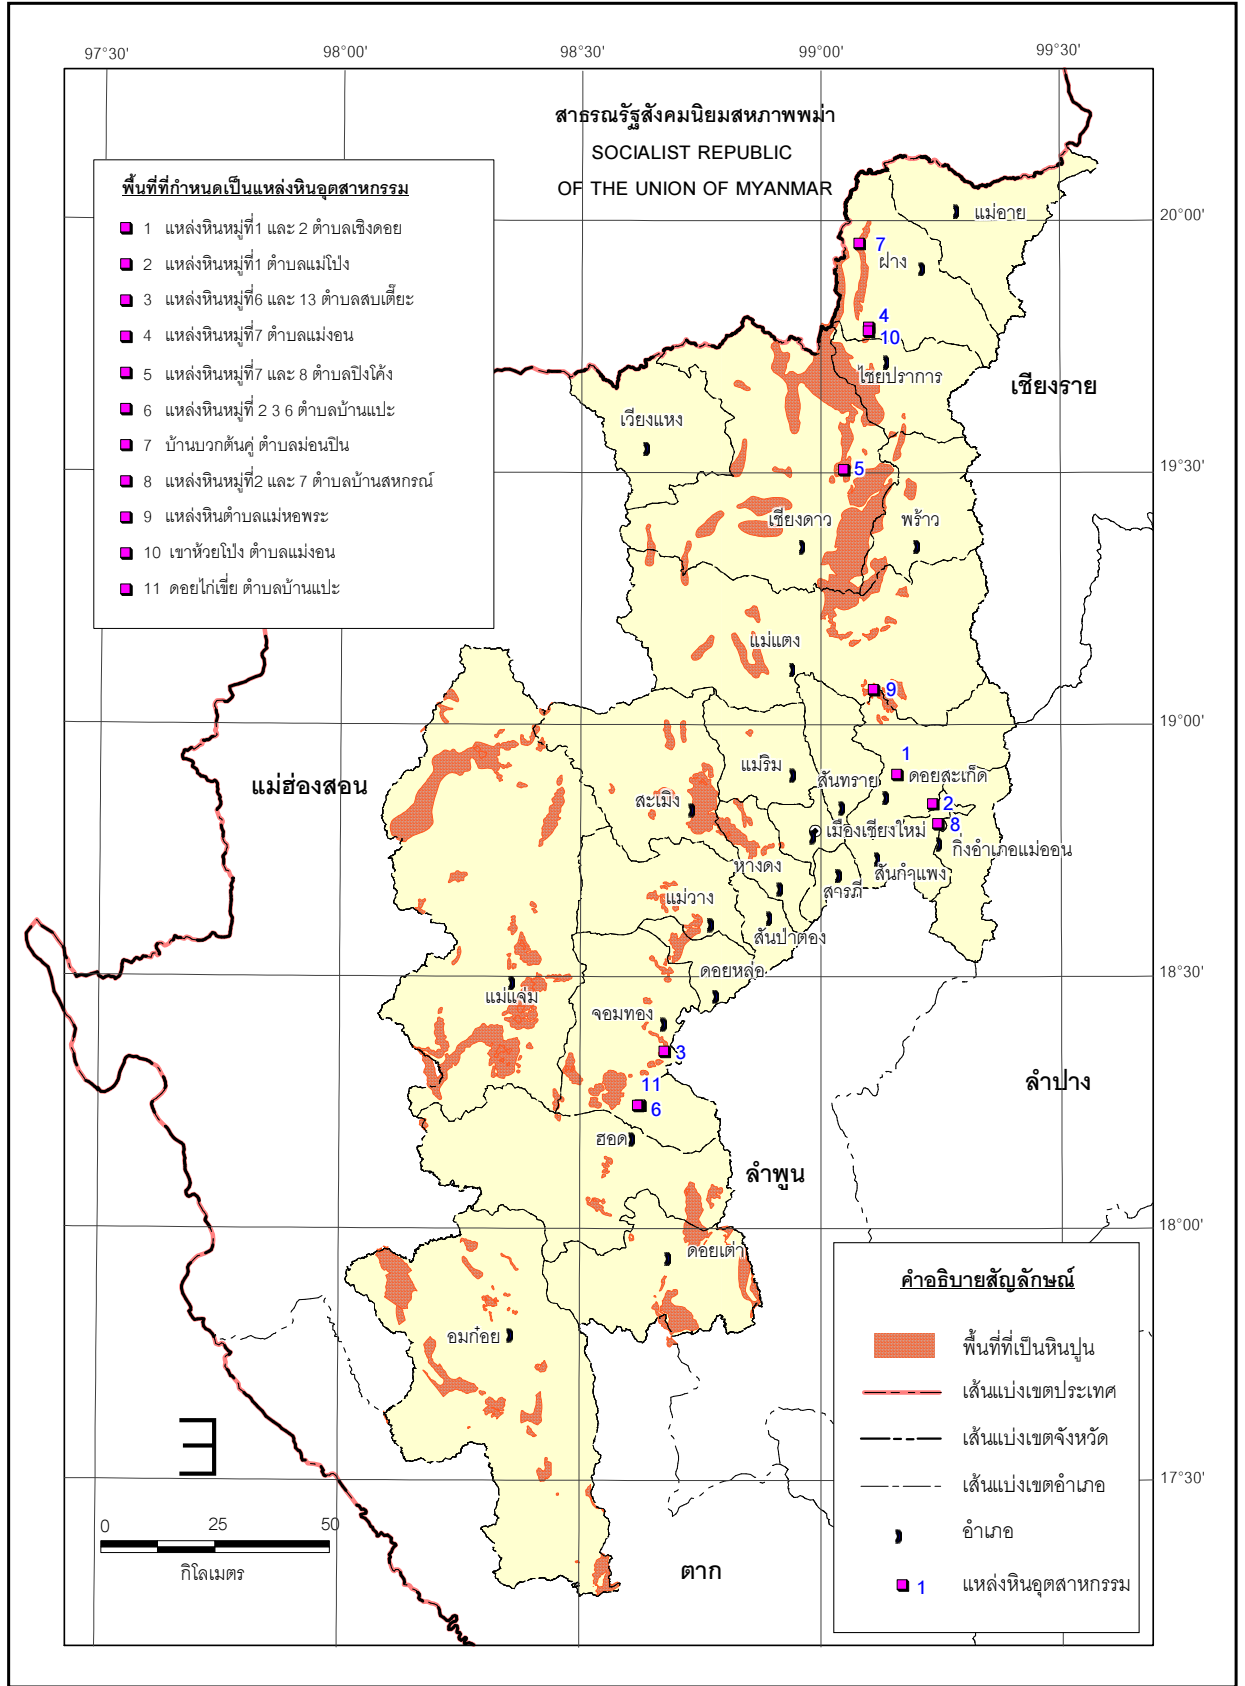 97°30'
98°00'
98°30'
99°00'
99°30'
สาธรณรัฐสังคมนิยมสหภาพพม่า
SOCIALIST REPUBLIC
OF THE UNION OF MYANMAR
พื้นที่ที่กำหนดเป็นแหล่งหินอุตสาหกรรม
1 แหล่งหินหมู่ที่1 และ 2 ตำบลเชิงดอย
2 แหล่งหินหมู่ที่1 ตำบลแม่โป่ง
3 แหล่งหินหมู่ที่6 และ 13 ตำบลสบเตี๊ยะ
4 แหล่งหินหมู่ที่7 ตำบลแม่งอน
5 แหล่งหินหมู่ที่7 และ 8 ตำบลปิงโค้ง
6 แหล่งหินหมู่ที่ 2 3 6 ตำบลบ้านแปะ
7 บ้านบวกต้นคู่ ตำบลม่อนปิน
8 แหล่งหินหมู่ที่2 และ 7 ตำบลบ้านสหกรณ์
9 แหล่งหินตำบลแม่หอพระ
10 เขาห้วยโป่ง ตำบลแม่งอน
11 ดอยไก่เขี่ย ตำบลบ้านแปะ
แม่อาย
20°00'
7
ฝาง
4
10
ไชยปราการ
เชียงราย
เวียงแหง
5
19°30'
เชียงดาว
พร้าว
แม่แตง
9
19°00'
แม่ฮ่องสอน
1
แม่ริม
สันทราย
ดอยสะเก็ด
สะเมิง
2
เมืองเชียงใหม่
8
กิ่งอำเภอแม่ออน
หางดง
สารภี
สันกำแพง
แม่วาง
สันป่าตอง
ดอยหล่อ
18°30'
แม่แจ่ม
จอมทอง
3
ลำปาง
11
6
ฮอด
ลำพูน
18°00'
ดอยเต่า
อมก๋อย
คำอธิบายสัญลักษณ์
พื้นที่ที่เป็นหินปูน
เส้นแบ่งเขตประเทศ
เส้นแบ่งเขตจังหวัด
เส้นแบ่งเขตอำเภอ
อำเภอ
1 แหล่งหินอุตสาหกรรม
17°30'
0 25 50
กิโลเมตร
ตาก